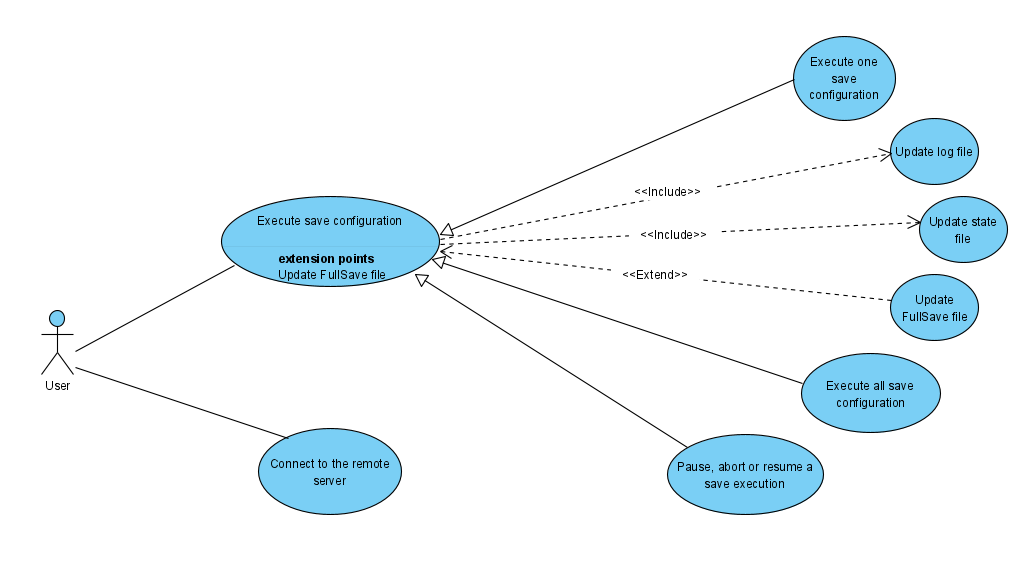 Execute one
save
configuration
Update log file
<<Include>>
Execute save configuration
extension points
Update FullSave file
Update state
file
<<Include>>
<<Extend>>
Update
FullSave file
User
Execute all save
configuration
Connect to the remote
server
Pause, abort or resume a
save execution